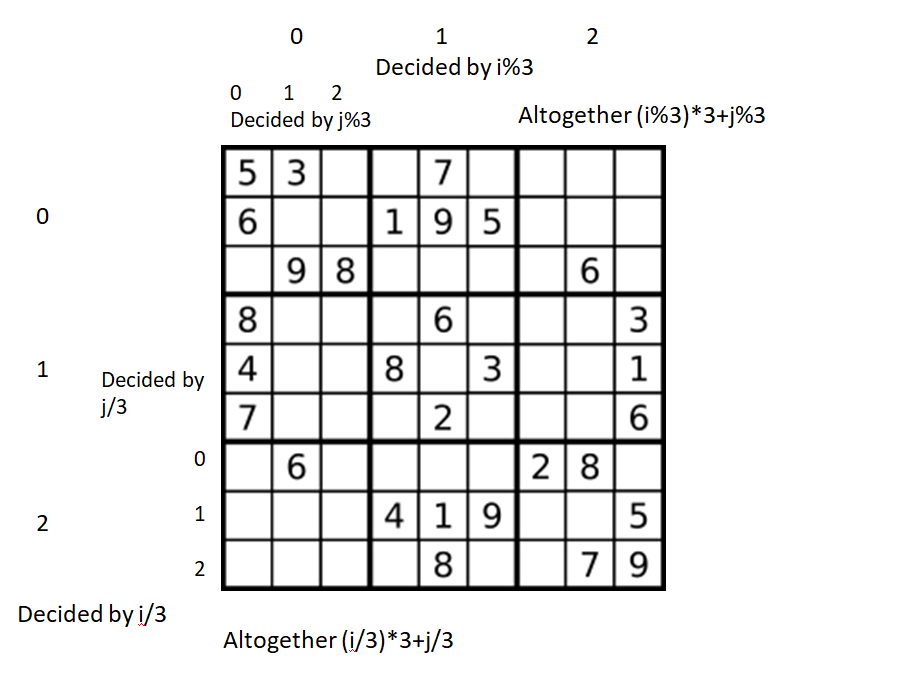 0 1 2
Decided by i%3
0 1 2
Decided by j%3
Altogether (i%3)*3+j%3
5 3 7
0
6 1 9 5
9 8 6
8 6 3
1
4 8 3 1
Decided by
j/3
7 2 6
0
6 2 8
1
4 1 9 5
2
2
8 7 9
Decided by i/3
Altogether (i/3)*3+j/3